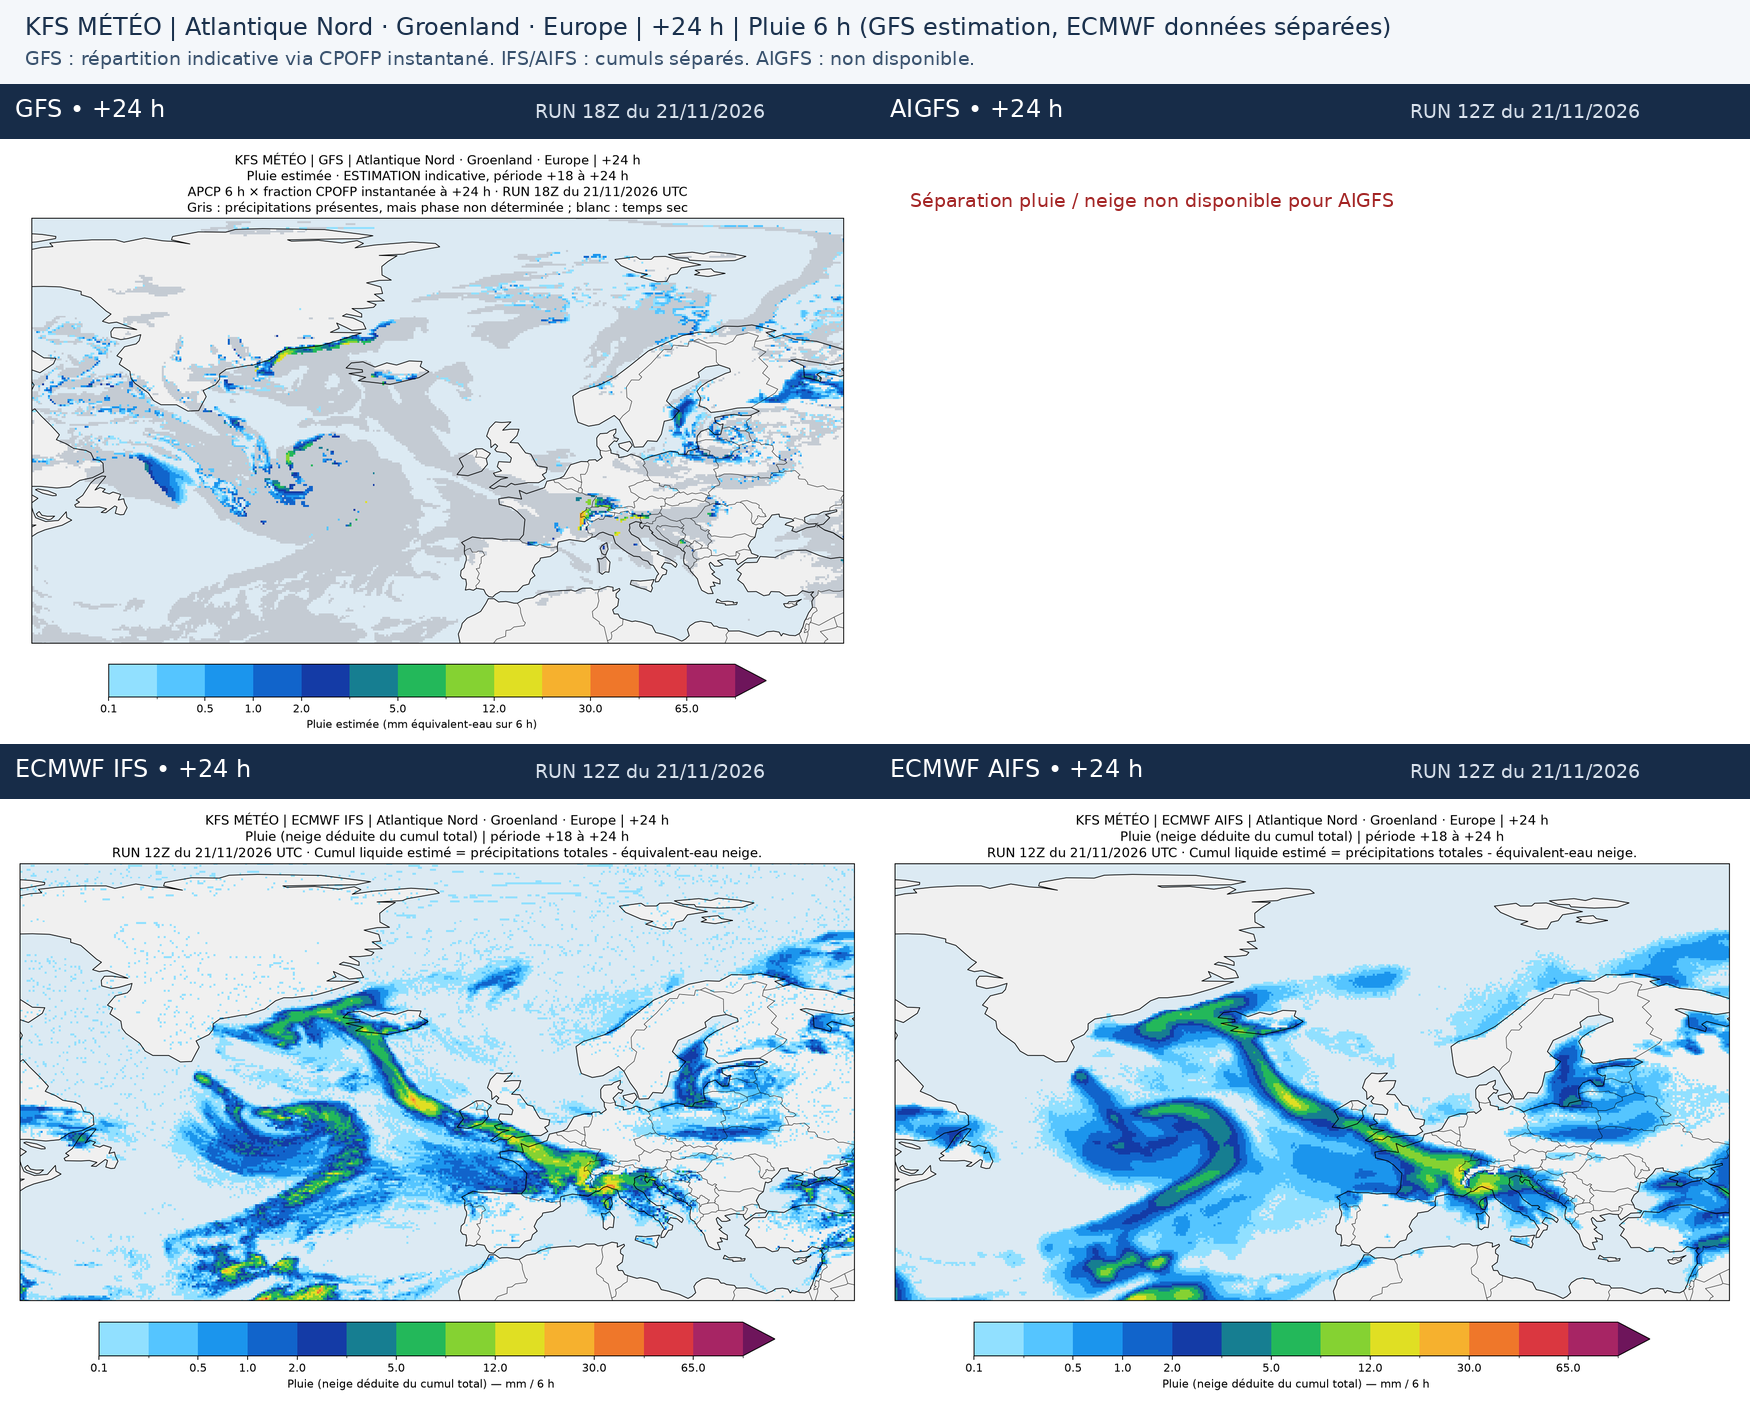 KFS MÉTÉO | Atlantique Nord · Groenland · Europe | +24 h | Pluie 6 h (GFS estimation, ECMWF données séparées)
GFS : répartition indicative via CPOFP instantané. IFS/AIFS : cumuls séparés. AIGFS : non disponible.
GFS • +24 h
RUN 18Z du 21/11/2026
AIGFS • +24 h
RUN 12Z du 21/11/2026
KFS MÉTÉO | GFS | Atlantique Nord · Groenland · Europe | +24 h
Pluie estimée · ESTIMATION indicative, période +18 à +24 h
APCP 6 h × fraction CPOFP instantanée à +24 h · RUN 18Z du 21/11/2026 UTC
Gris : précipitations présentes, mais phase non déterminée ; blanc : temps sec
Séparation pluie / neige non disponible pour AIGFS
0.1 0.5 1.0 2.0 5.0 12.0 30.0 65.0
Pluie estimée (mm équivalent-eau sur 6 h)
ECMWF IFS • +24 h
RUN 12Z du 21/11/2026
ECMWF AIFS • +24 h
RUN 12Z du 21/11/2026
KFS MÉTÉO | ECMWF IFS | Atlantique Nord · Groenland · Europe | +24 h
Pluie (neige déduite du cumul total) | période +18 à +24 h
RUN 12Z du 21/11/2026 UTC · Cumul liquide estimé = précipitations totales - équivalent-eau neige.
0.1 0.5 1.0 2.0 5.0 12.0 30.0 65.0
Pluie (neige déduite du cumul total) — mm / 6 h
KFS MÉTÉO | ECMWF AIFS | Atlantique Nord · Groenland · Europe | +24 h
Pluie (neige déduite du cumul total) | période +18 à +24 h
RUN 12Z du 21/11/2026 UTC · Cumul liquide estimé = précipitations totales - équivalent-eau neige.
0.1 0.5 1.0 2.0 5.0 12.0 30.0 65.0
Pluie (neige déduite du cumul total) — mm / 6 h